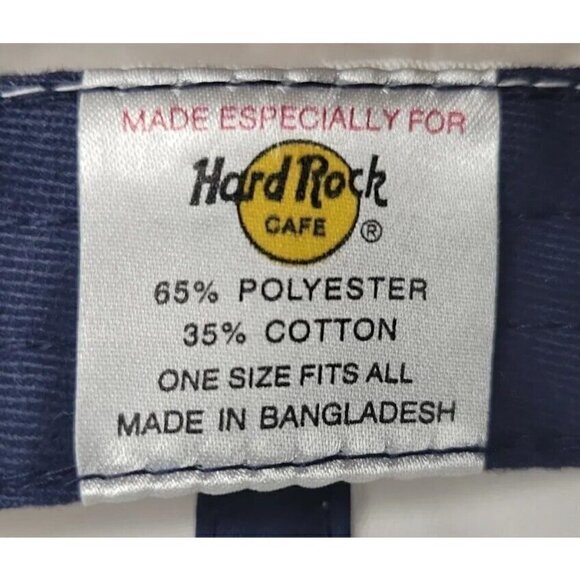 MADE ESPECIALLY FOR
Hard Rock
CAFE ®
65% POLYESTER
35% COTTON
ONE SIZE FITS ALL
MADE IN BANGLADESH